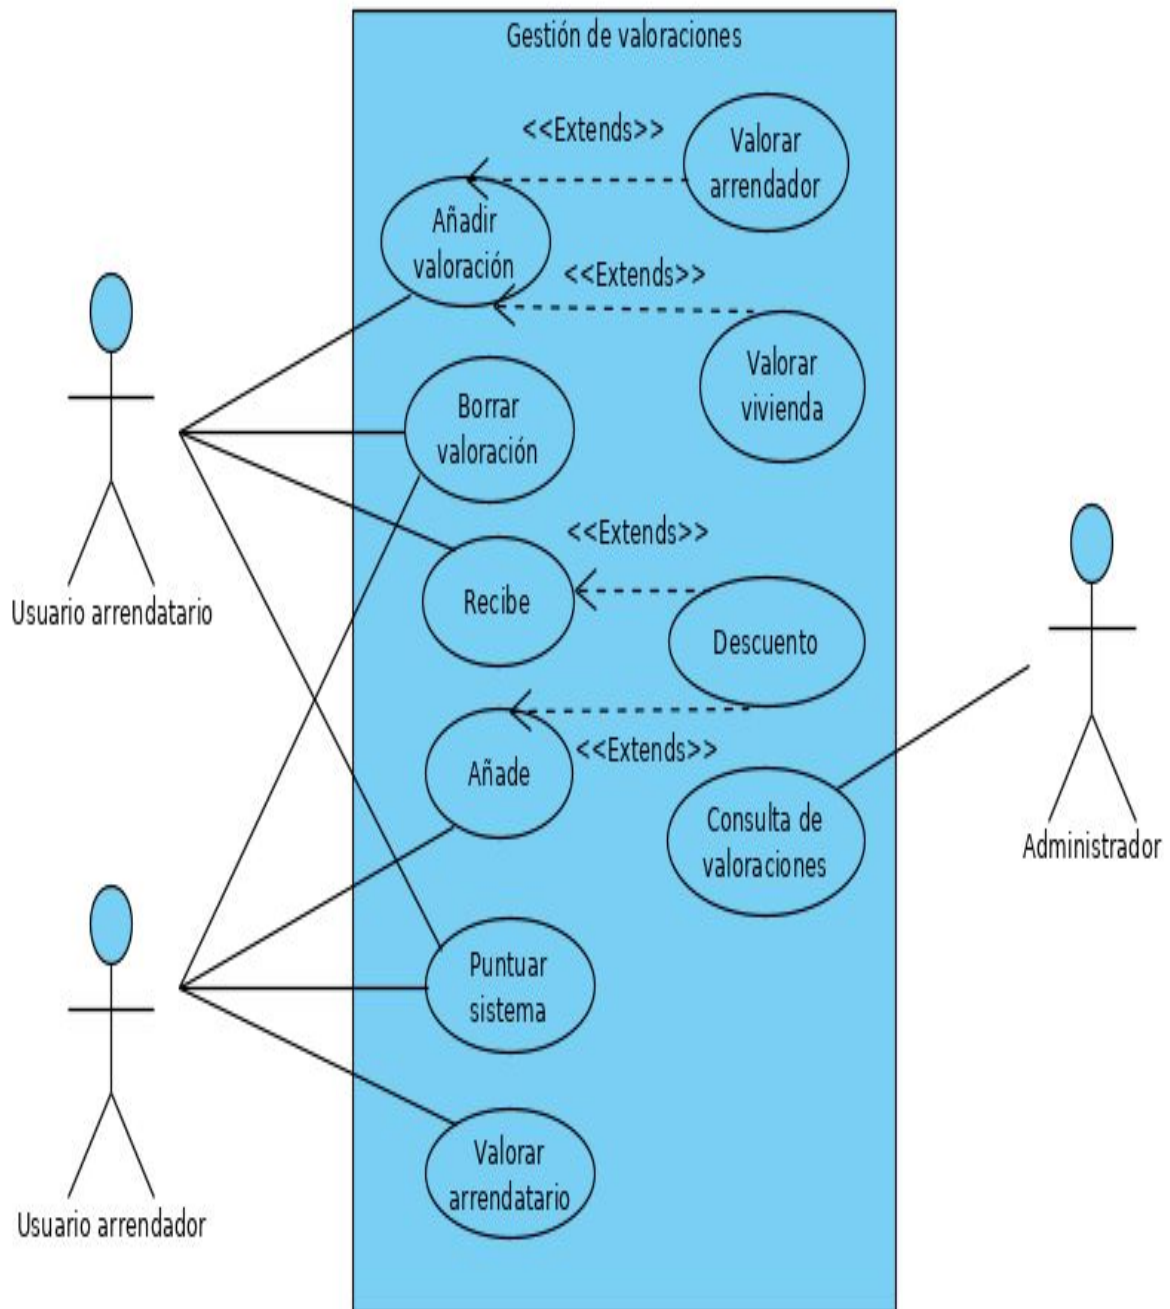 Gestión de valoraciones
<<Extends>>
Valorar
arrendador
Añadir
valoración
<<Extends>>
Valorar
vivienda
Borrar
valoración
<<Extends>>
Recibe
Descuento
Usuario arrendatario
Añade
<<Extends>>
Consulta de
valoraciones
Administrador
Puntuar
sistema
Valorar
arrendatario
Usuario arrendador